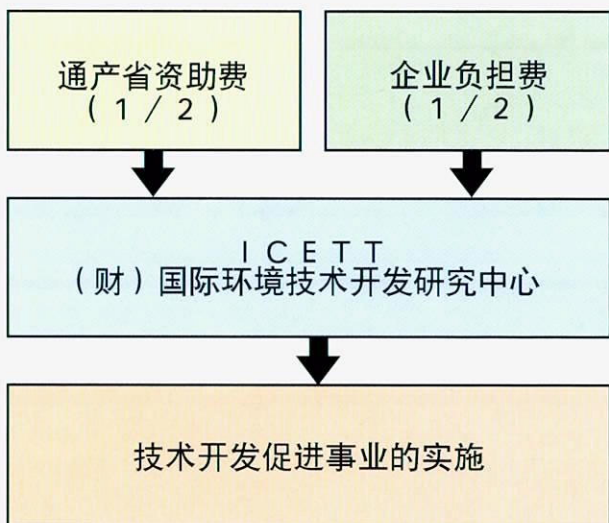 通产省资助费
(1/2)
企业负担费
(1/2)
ICETT
(财)国际环境技术开发研究中心
技术开发促进事业的实施